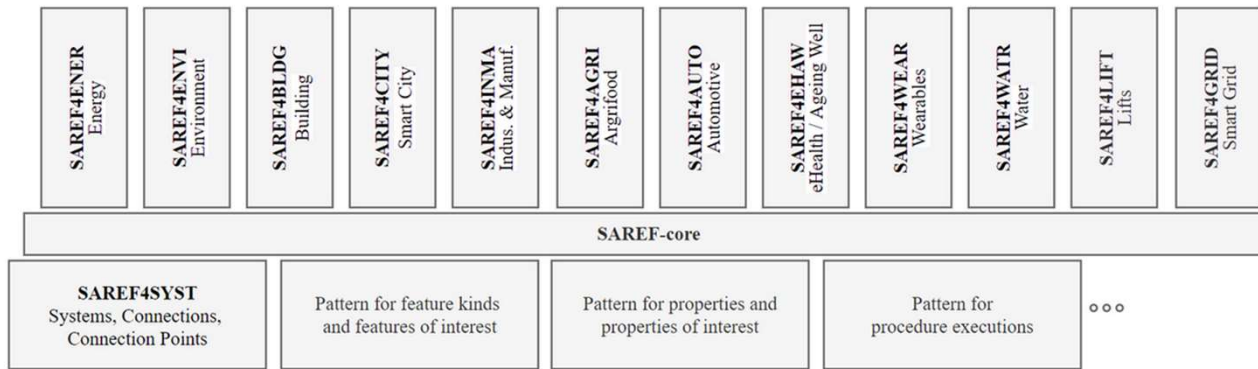 SAREF4ENER
Energy
SAREF4ENVI
Environment
SAREF4BLDG
Building
SAREF4CITY
Smart City
SAREF4INMA
Indus. & Manuf.
SAREF4AGRI
Argrifood
SAREF4AUTO
Automotive
SAREF4EHAW
eHealth / Ageing Well
SAREF4WEAR
Wearables
SAREF4WATR
Water
SAREF4LIFT
Lifts
SAREF4GRID
Smart Grid
SAREF-core
SAREF4SYST
Systems, Connections,
Connection Points
Pattern for feature kinds
and features of interest
Pattern for properties and
properties of interest
Pattern for
procedure executions